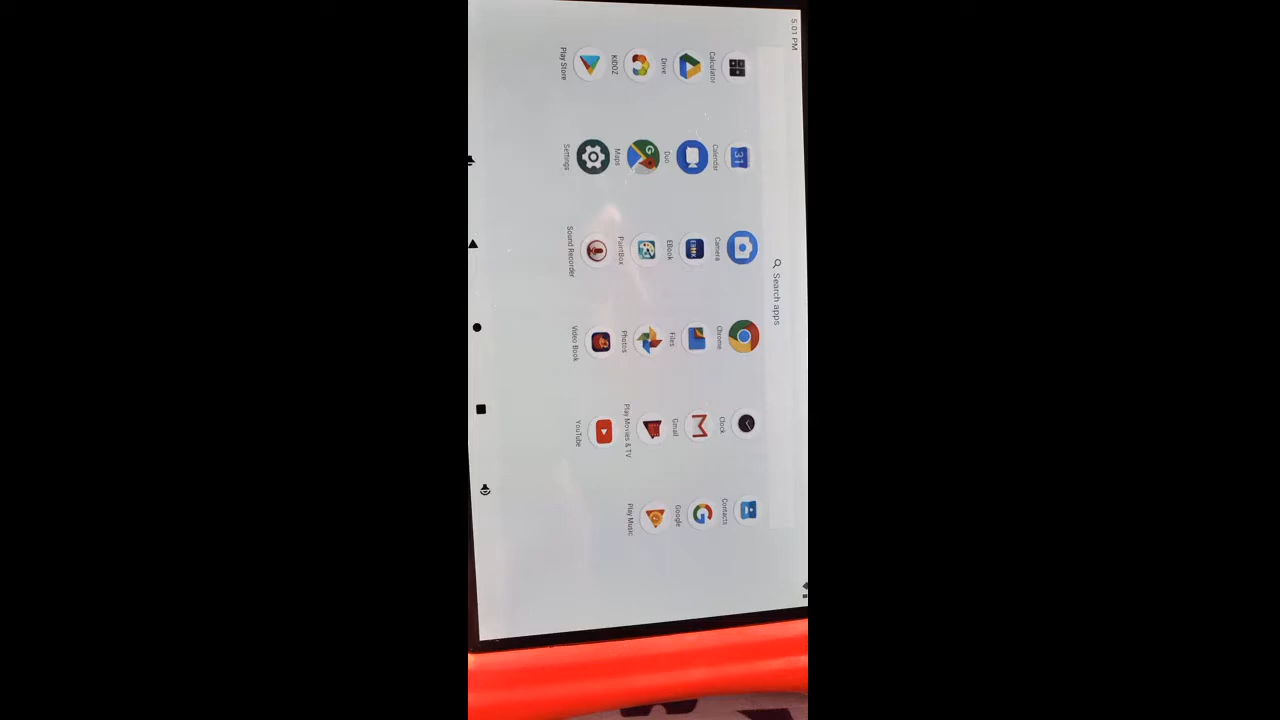 5:01 PM
Search apps
Calculator Calendar Camera Chrome Clock Contacts
Drive Duo EBook Files Gmail Google
KIDOZ Maps PaintBox Photos Play Movies & TV Play Music
Play Store Settings Sound Recorder Video Book YouTube